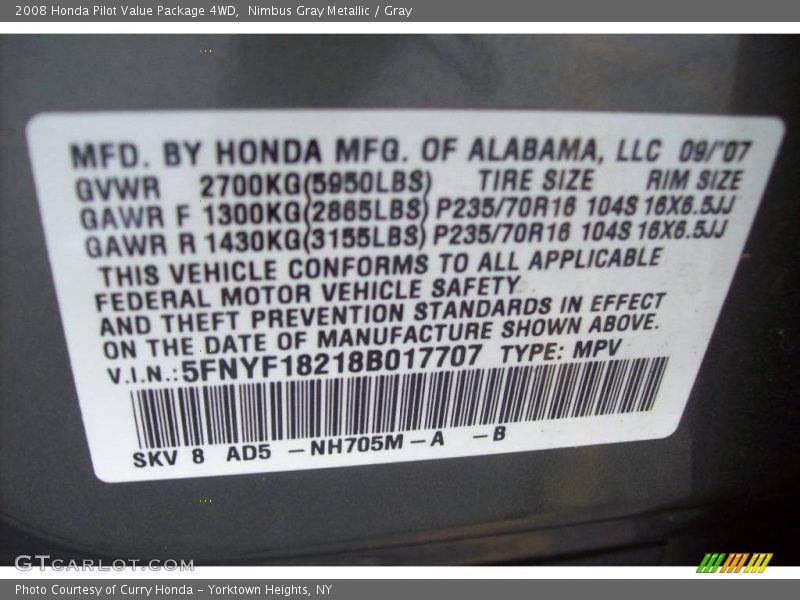 2008 Honda Pilot Value Package 4WD, Nimbus Gray Metallic / Gray
MFD. BY HONDA MFG. OF ALABAMA, LLC 09/'07
GVWR 2700KG(5950LBS) TIRE SIZE RIM SIZE
GAWR F 1300KG(2865LBS) P235/70R16 104S 16X6.5JJ
GAWR R 1430KG(3155LBS) P235/70R16 104S 16X6.5JJ
THIS VEHICLE CONFORMS TO ALL APPLICABLE
FEDERAL MOTOR VEHICLE SAFETY
AND THEFT PREVENTION STANDARDS IN EFFECT
ON THE DATE OF MANUFACTURE SHOWN ABOVE.
V.I.N.: 5FNYF18218B017707 TYPE: MPV
SKV 8 AD5 – NH705M – A – B
GTCARLOT.COM
Photo Courtesy of Curry Honda - Yorktown Heights, NY